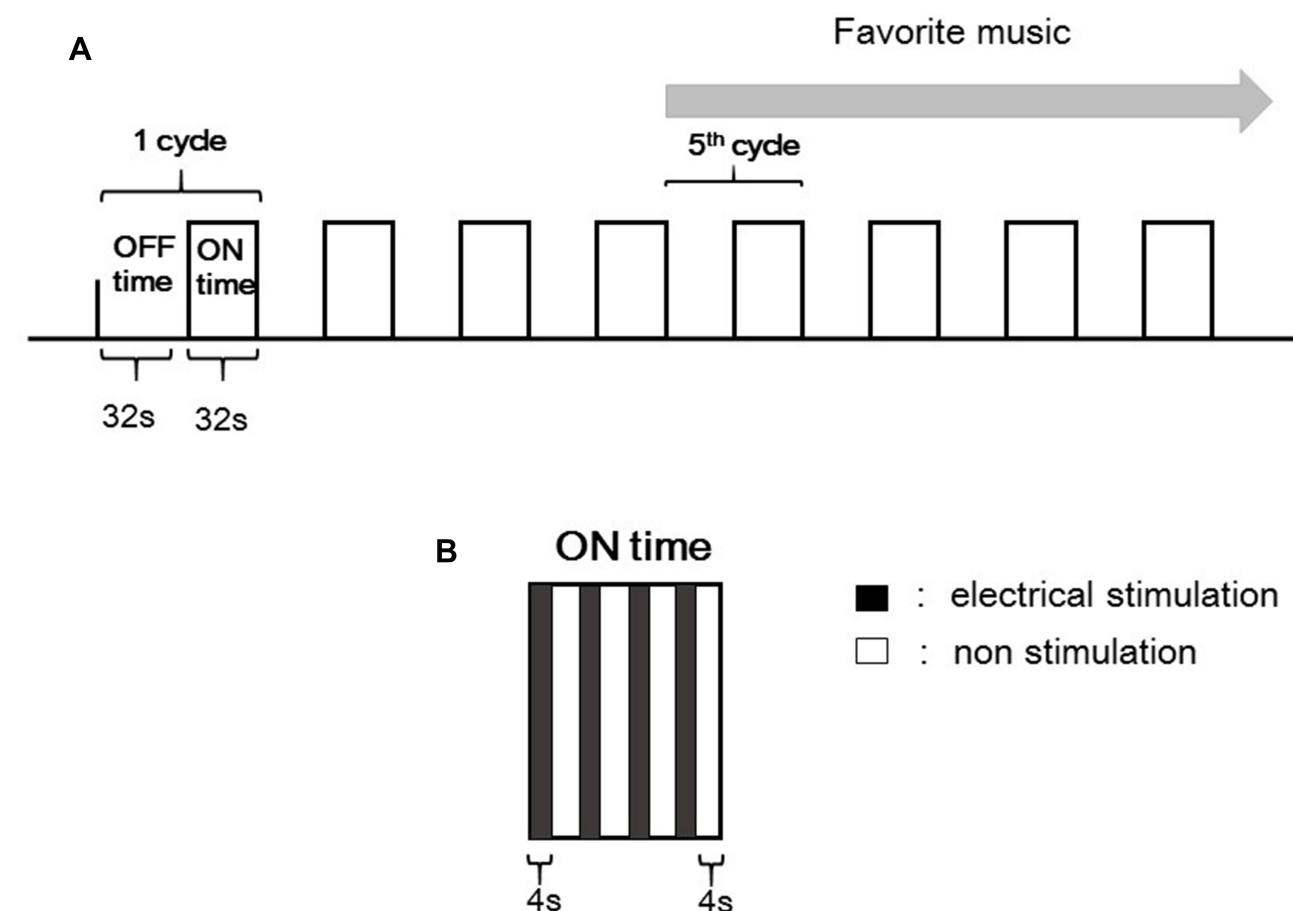 A
Favorite music
1 cycle
5th cycle
OFF
time
ON
time
32s
32s
B
ON time
: electrical stimulation
: non stimulation
4s
4s